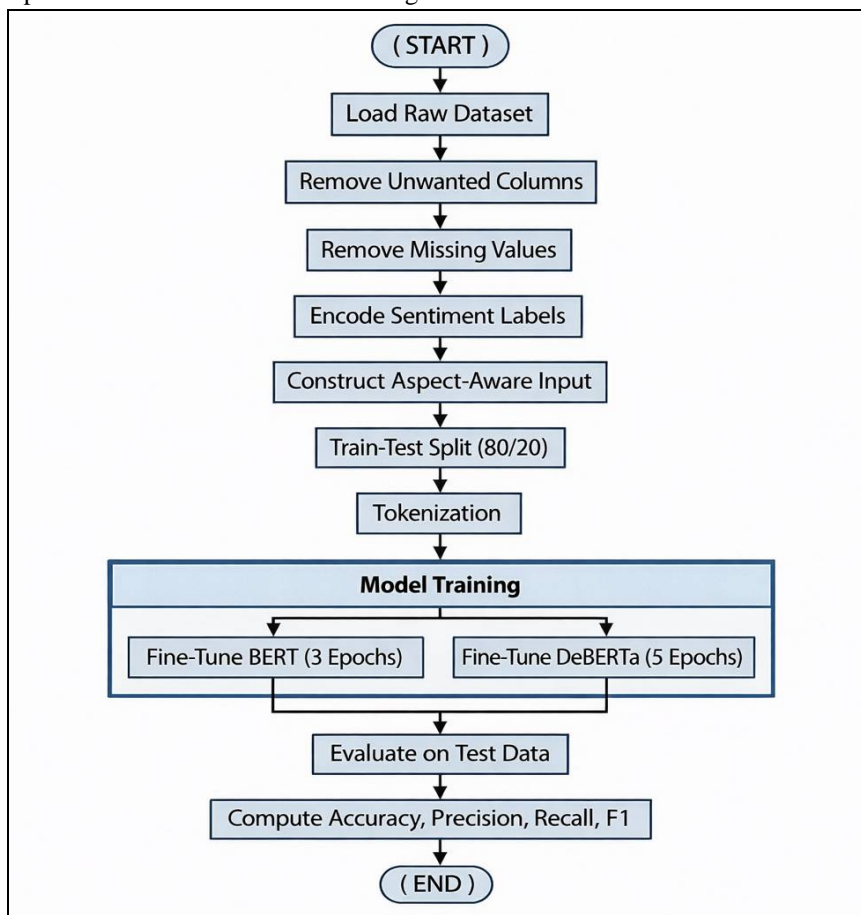 ( START )
Load Raw Dataset
Remove Unwanted Columns
Remove Missing Values
Encode Sentiment Labels
Construct Aspect-Aware Input
Train-Test Split (80/20)
Tokenization
Model Training
Fine-Tune BERT (3 Epochs)
Fine-Tune DeBERTa (5 Epochs)
Evaluate on Test Data
Compute Accuracy, Precision, Recall, F1
( END )